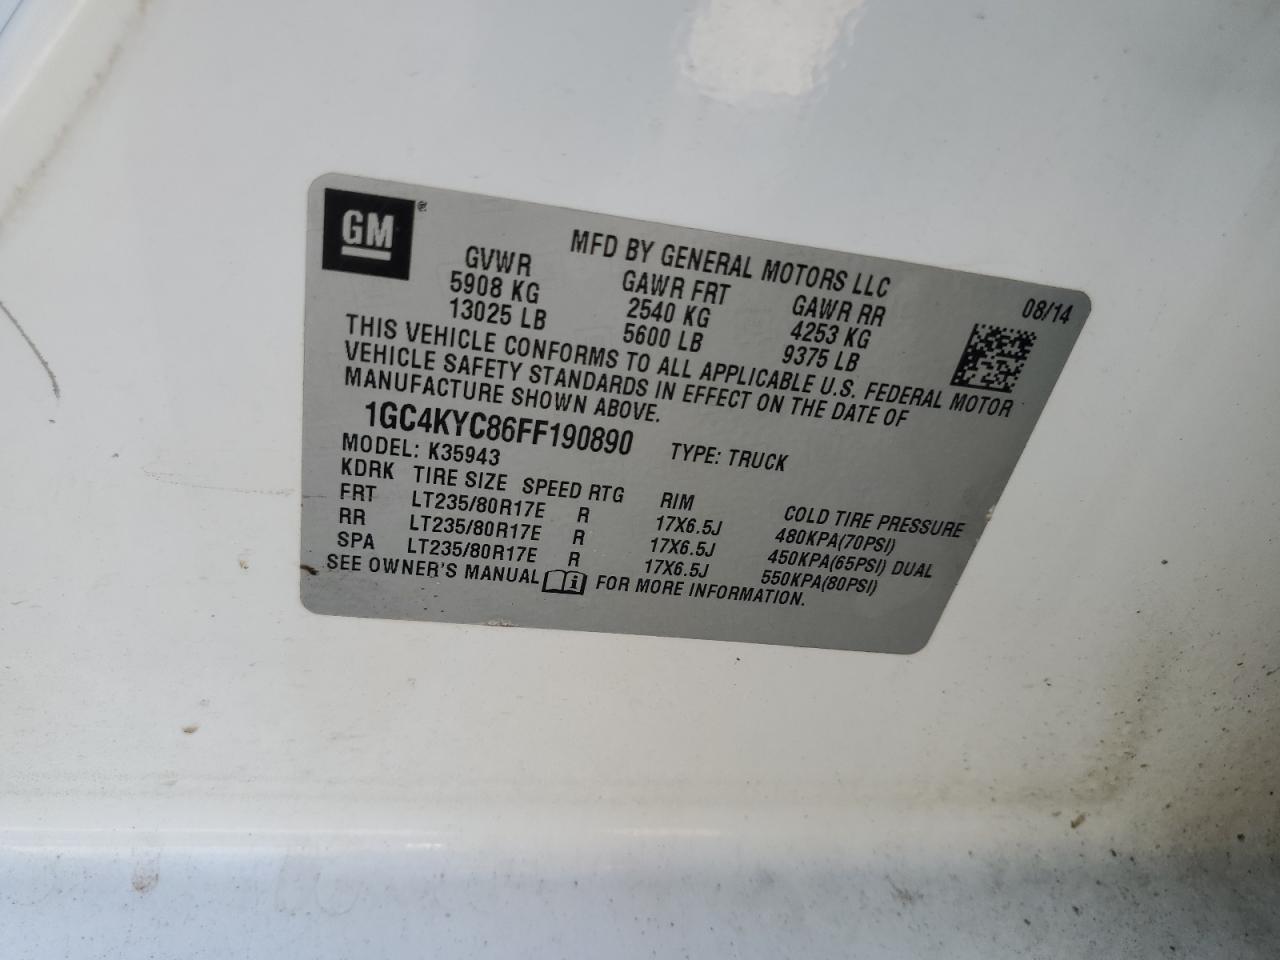 GM ®
MFD BY GENERAL MOTORS LLC
08/14
GVWR GAWR FRT GAWR RR
5908 KG 2540 KG 4253 KG
13025 LB 5600 LB 9375 LB
THIS VEHICLE CONFORMS TO ALL APPLICABLE U.S. FEDERAL MOTOR
VEHICLE SAFETY STANDARDS IN EFFECT ON THE DATE OF
MANUFACTURE SHOWN ABOVE.
1GC4KYC86FF190890 TYPE: TRUCK
MODEL: K35943
KDRK TIRE SIZE SPEED RTG RIM COLD TIRE PRESSURE
FRT LT235/80R17E R 17X6.5J 480KPA(70PSI)
RR LT235/80R17E R 17X6.5J 450KPA(65PSI) DUAL
SPA LT235/80R17E R 17X6.5J 550KPA(80PSI)
SEE OWNER'S MANUAL i FOR MORE INFORMATION.